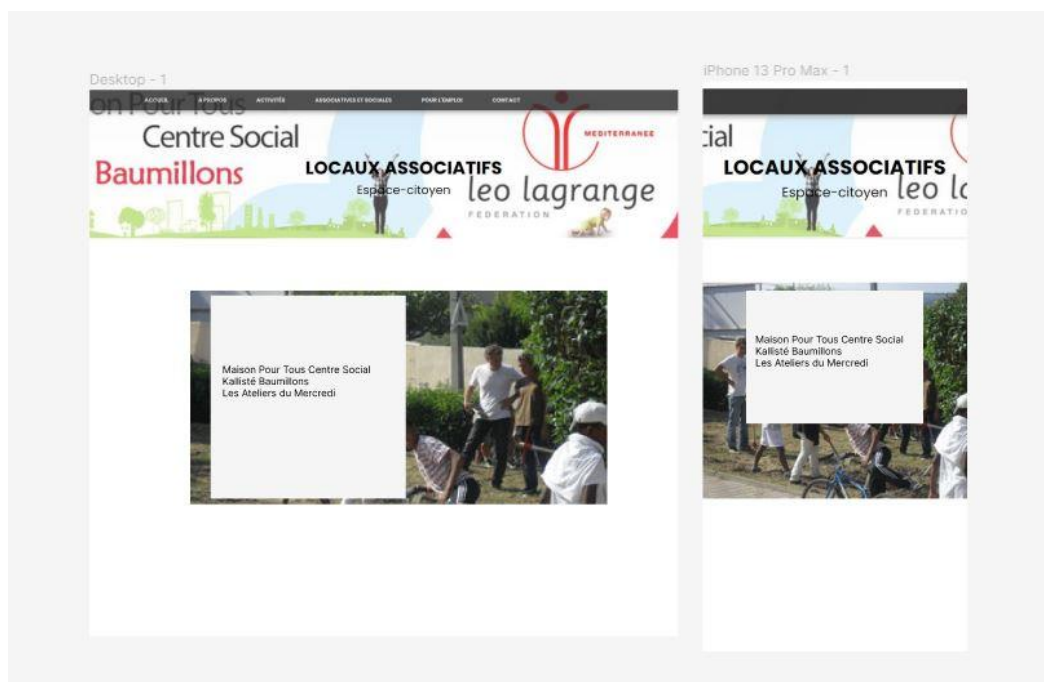 Desktop - 1
ACCUEIL A PROPOS ACTIVITÉS ASSOCIATIVES ET SOCIALES POUR L'EMPLOI CONTACT
on Pour Tous
Centre Social
Baumillons
MEDITERRANEE
LOCAUX ASSOCIATIFS
Espace-citoyen
leo lagrange
FEDERATION
Maison Pour Tous Centre Social
Kallisté Baumillons
Les Ateliers du Mercredi
iPhone 13 Pro Max - 1
cial
LOCAUX ASSOCIATIFS
Espace-citoyen
leo la
FEDERATIO
Maison Pour Tous Centre Social
Kallisté Baumillons
Les Ateliers du Mercredi